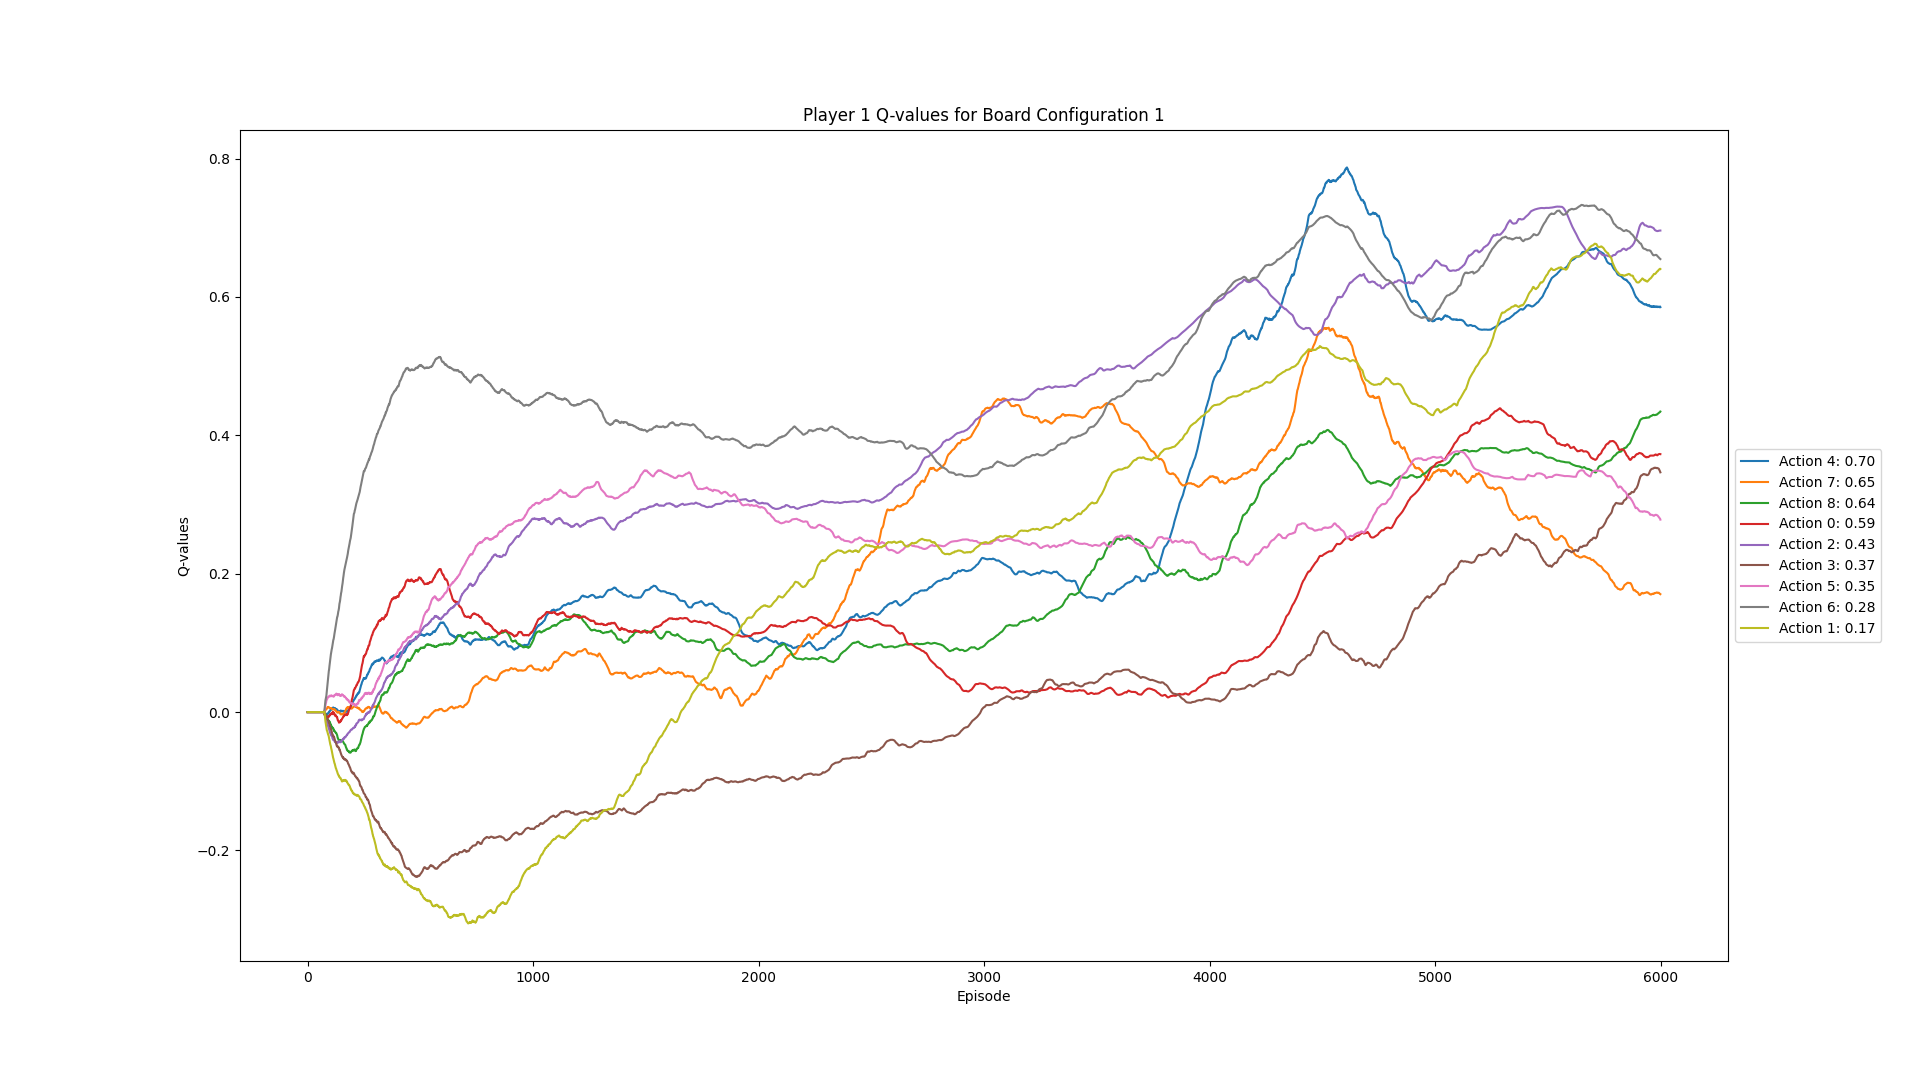 Player 1 Q-values for Board Configuration 1
0.8
0.6
0.4
0.2
0.0
−0.2
Q-values
0
1000
2000
3000
4000
5000
6000
Episode
Action 4: 0.70
Action 7: 0.65
Action 8: 0.64
Action 0: 0.59
Action 2: 0.43
Action 3: 0.37
Action 5: 0.35
Action 6: 0.28
Action 1: 0.17